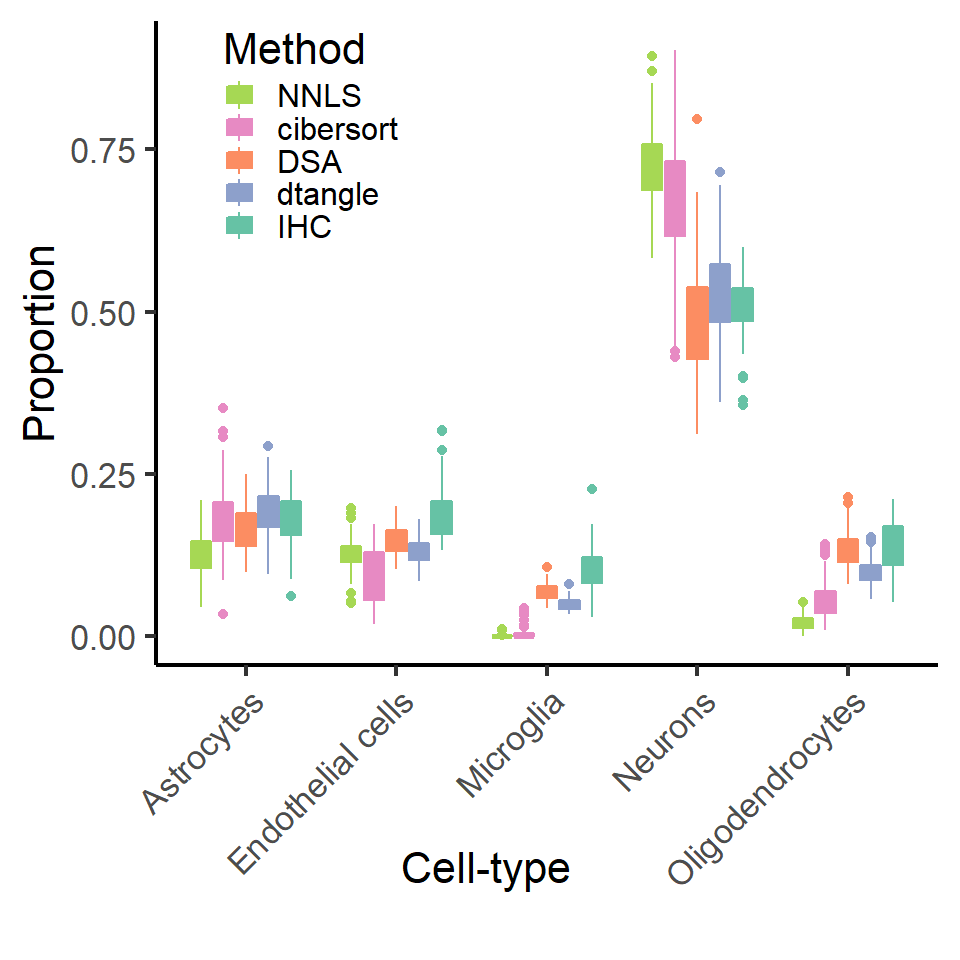 Method
NNLS
cibersort
DSA
dtangle
IHC
Proportion
0.75
0.50
0.25
0.00
Astrocytes
Endothelial cells
Microglia
Neurons
Oligodendrocytes
Cell-type